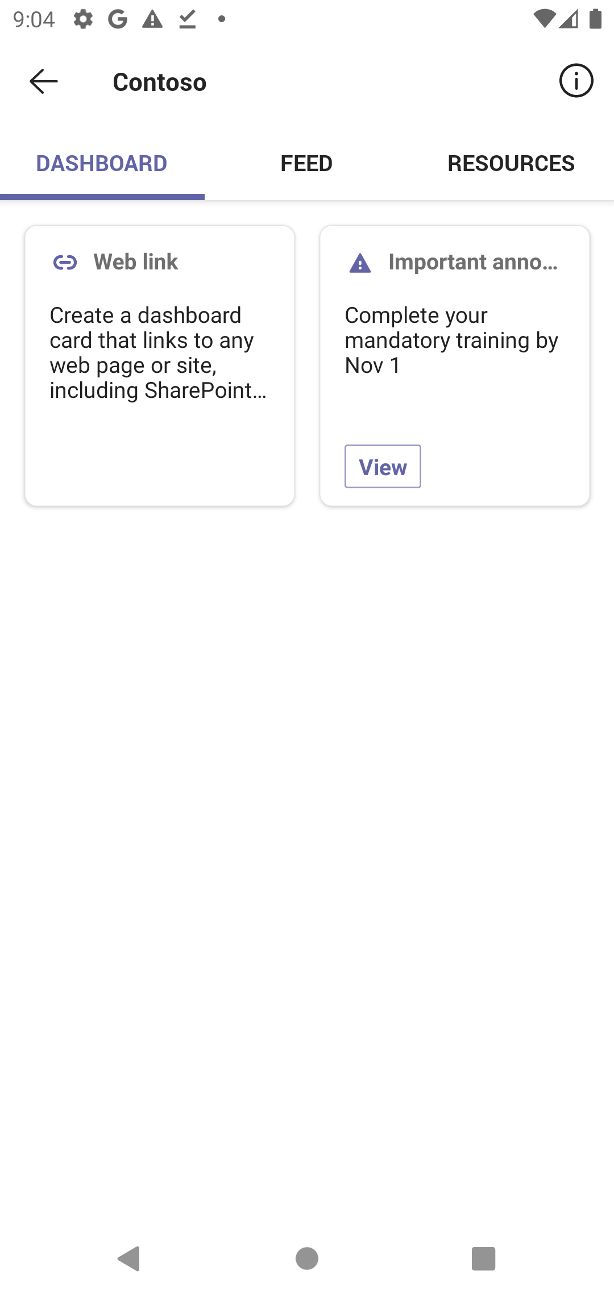 9:04
Contoso
DASHBOARD
FEED
RESOURCES
Web link
Create a dashboard
card that links to any
web page or site,
including SharePoint…
Important anno…
Complete your
mandatory training by
Nov 1
View